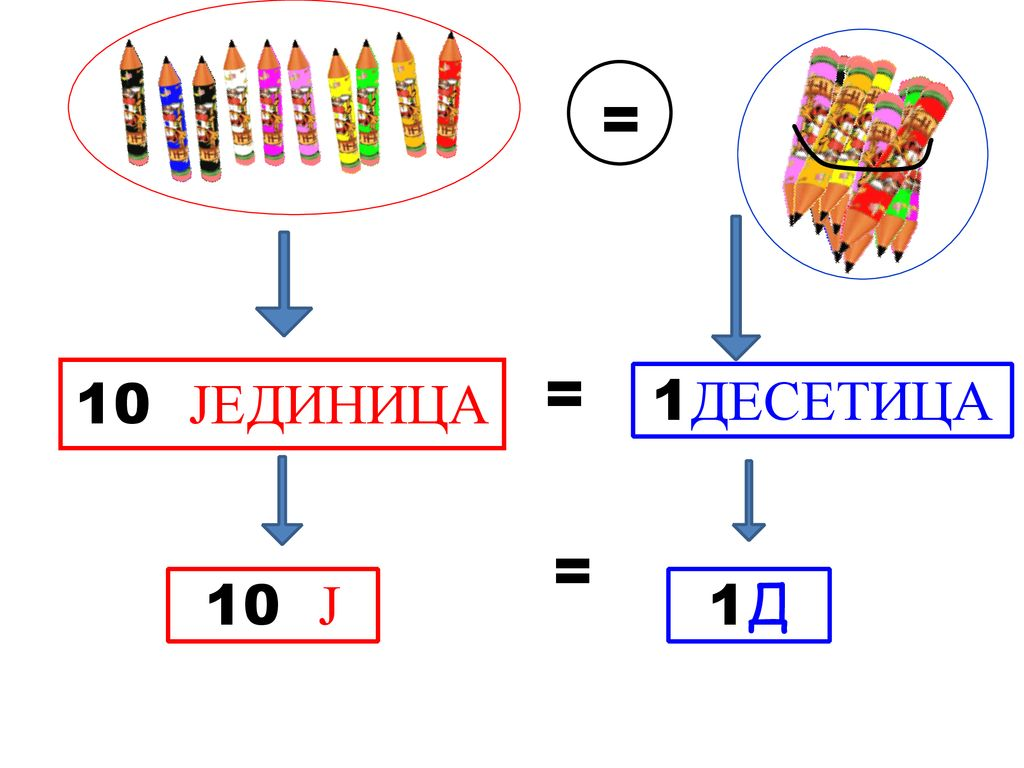 =
10 ЈЕДИНИЦА = 1ДЕСЕТИЦА
10 Ј = 1Д